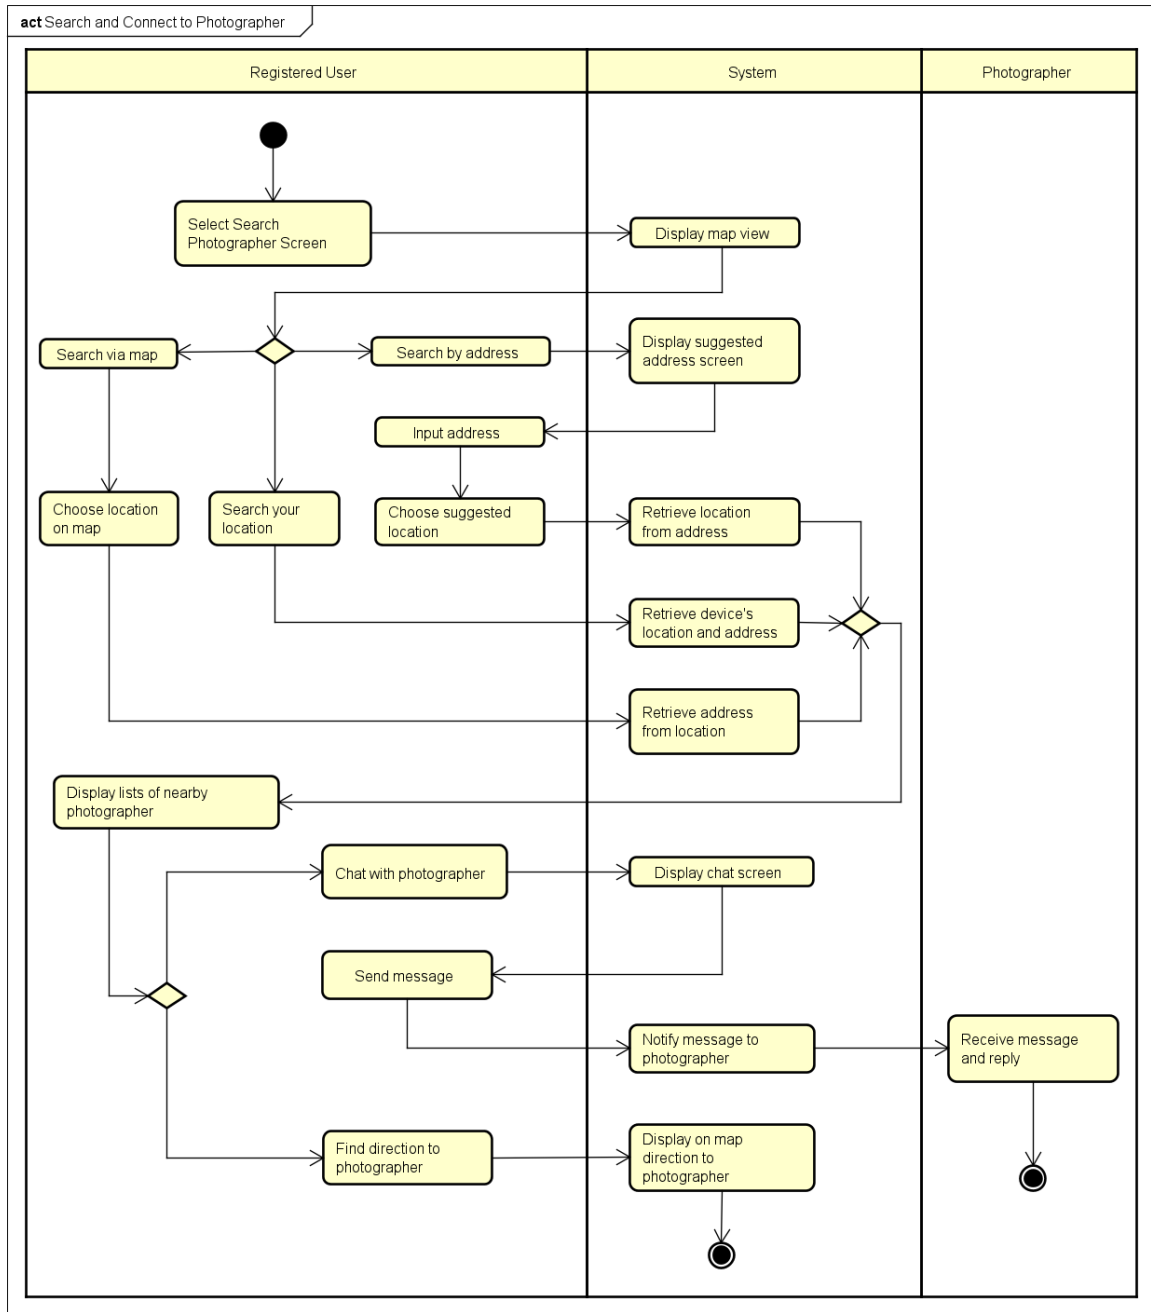 act Search and Connect to Photographer
Registered User
System
Photographer
Select Search
Photographer Screen
Display map view
Search via map
Search by address
Display suggested
address screen
Input address
Choose location
on map
Search your
location
Choose suggested
location
Retrieve location
from address
Retrieve device's
location and address
Retrieve address
from location
Display lists of nearby
photographer
Chat with photographer
Display chat screen
Send message
Notify message to
photographer
Receive message
and reply
Find direction to
photographer
Display on map
direction to
photographer